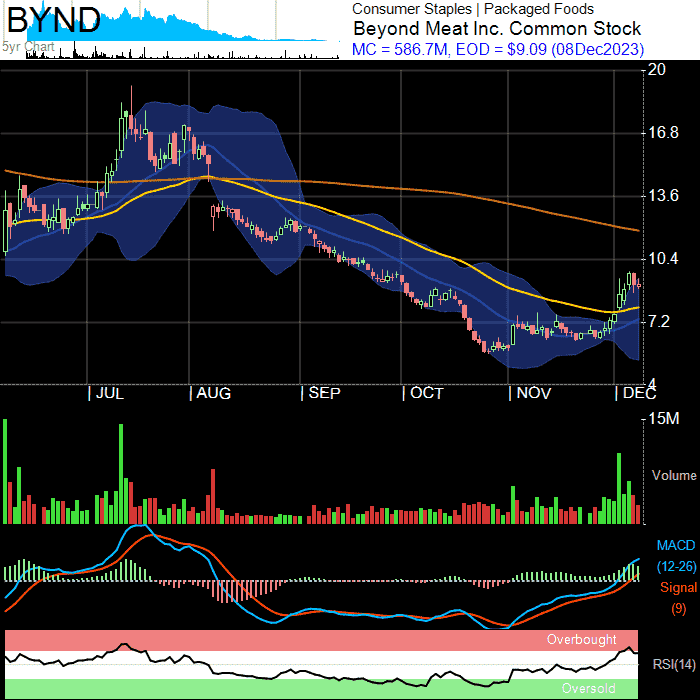 BYND
5yr Chart
Consumer Staples | Packaged Foods
Beyond Meat Inc. Common Stock
MC = 586.7M, EOD = $9.09 (08Dec2023)
20
16.8
13.6
10.4
7.2
4
| JUL | AUG | SEP | OCT | NOV | DEC
15M
Volume
MACD
(12-26)
Signal
(9)
Overbought
RSI(14)
Oversold